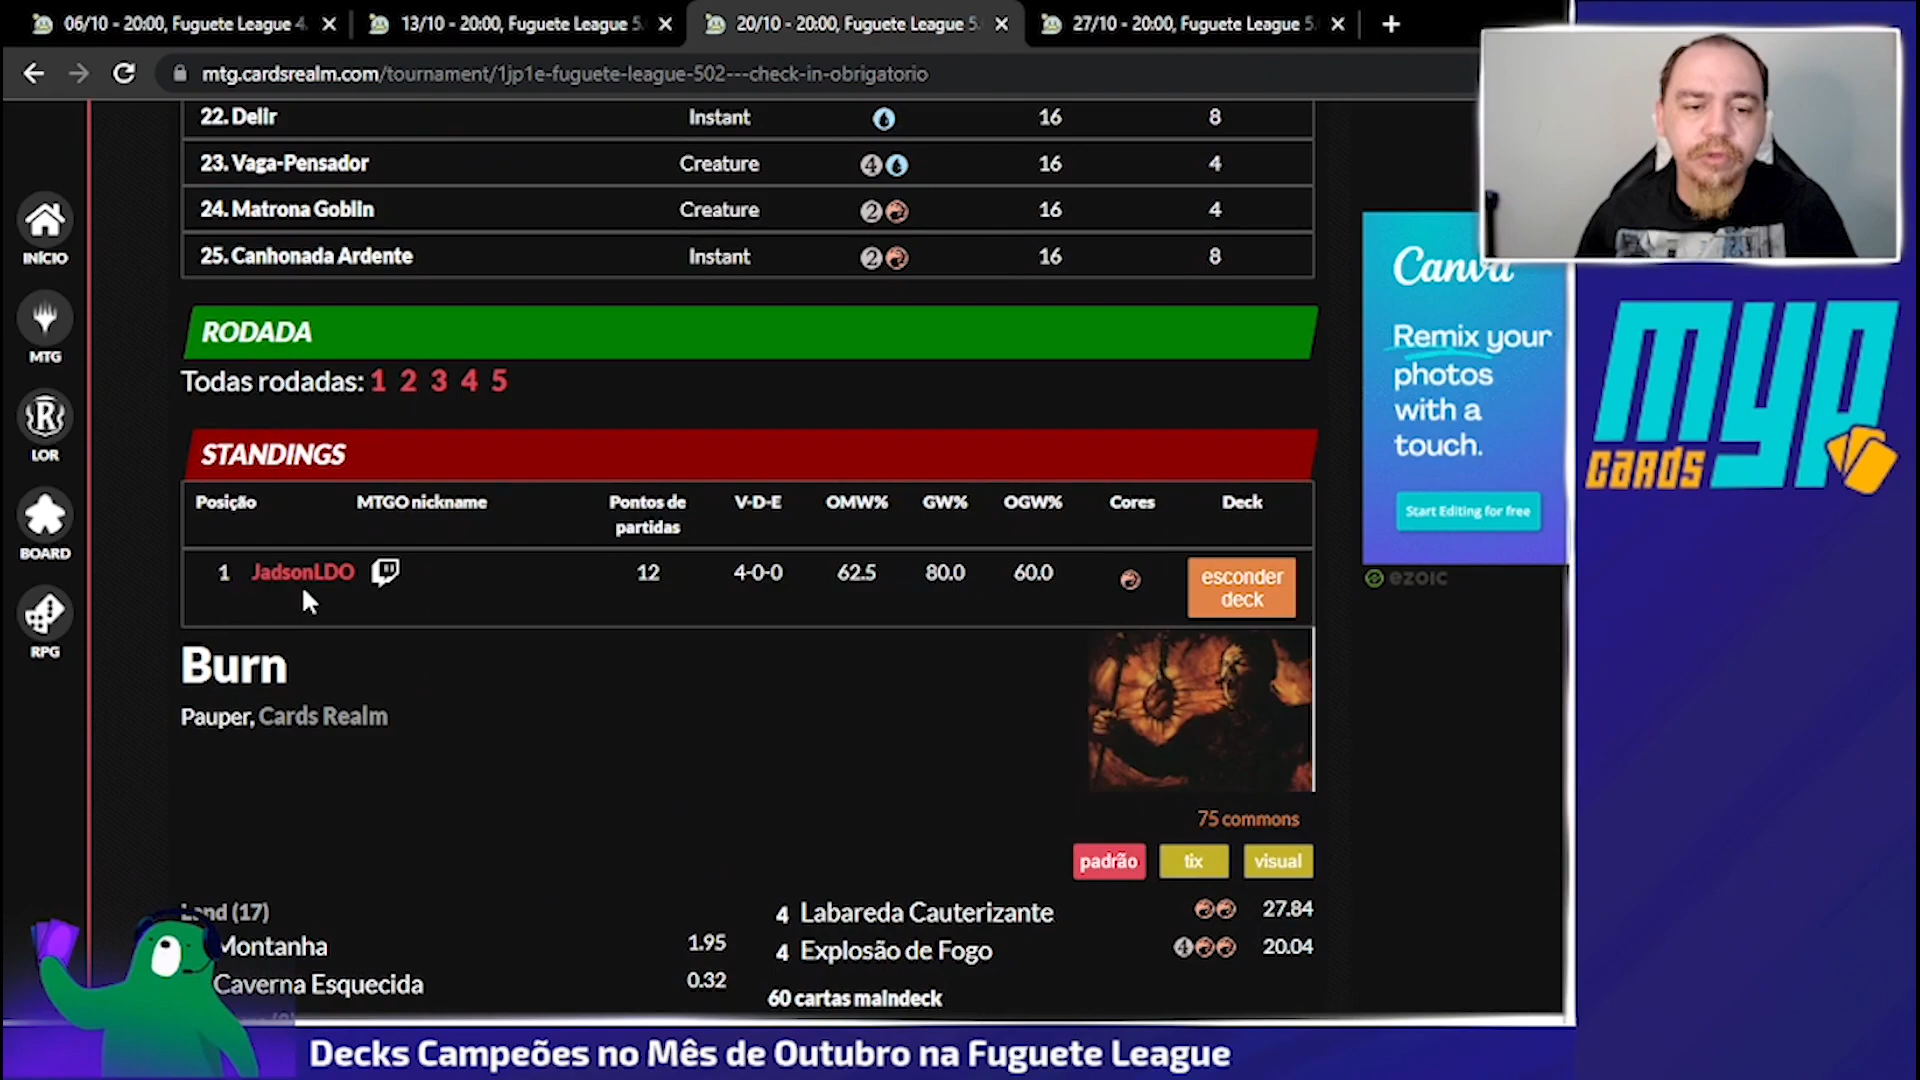 06/10 - 20:00, Fuguete League 4.
13/10 - 20:00, Fuguete League 5.
20/10 - 20:00, Fuguete League 5.
27/10 - 20:00, Fuguete League 5.
mtg.cardsrealm.com/tournament/1jp1e-fuguete-league-502---check-in-obrigatorio
INÍCIO
MTG
LOR
BOARD
RPG
22. Delir Instant 16 8
23. Vaga-Pensador Creature 4 16 4
24. Matrona Goblin Creature 2 16 4
25. Canhonada Ardente Instant 2 16 8
RODADA
Todas rodadas: 1 2 3 4 5
STANDINGS
Posição MTGO nickname Pontos de partidas V-D-E OMW% GW% OGW% Cores Deck
1 JadsonLDO 12 4-0-0 62.5 80.0 60.0 esconder deck
Burn
Pauper, Cards Realm
75 commons
padrão tix visual
Land (17)
Montanha 1.95
Caverna Esquecida 0.32
4 Labareda Cauterizante 27.84
4 Explosão de Fogo 4 20.04
60 cartas maindeck
Canva
Remix your
photos
with a
touch.
Start Editing for free
ezoic
myp
cards
Decks Campeões no Mês de Outubro na Fuguete League